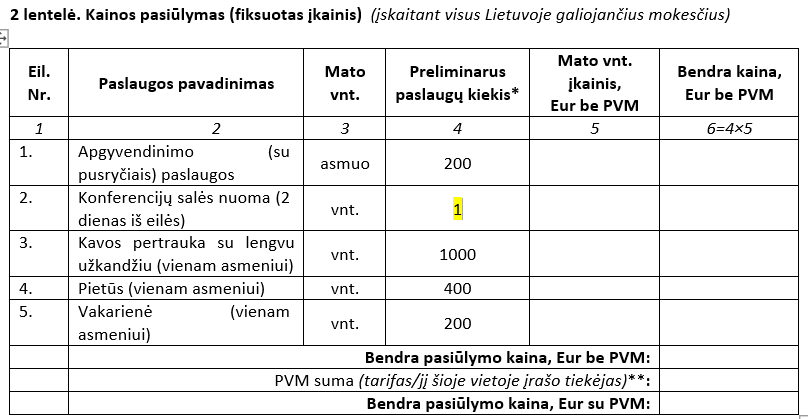 2 lentelė. Kainos pasiūlymas (fiksuotas įkainis) (įskaitant visus Lietuvoje galiojančius mokesčius)
Eil. Nr.
Paslaugos pavadinimas
Mato vnt.
Preliminarus paslaugų kiekis*
Mato vnt. įkainis, Eur be PVM
Bendra kaina, Eur be PVM
1 2 3 4 5 6=4×5
1. Apgyvendinimo (su
pusryčiais) paslaugos
asmuo 200
2. Konferencijų salės nuoma (2
dienas iš eilės)
vnt. 1
3. Kavos pertrauka su lengvu
užkandžiu (vienam asmeniui)
vnt. 1000
4. Pietūs (vienam asmeniui) vnt. 400
5. Vakarienė (vienam
asmeniui)
vnt. 200
Bendra pasiūlymo kaina, Eur be PVM:
PVM suma (tarifas/jį šioje vietoje įrašo tiekėjas)**:
Bendra pasiūlymo kaina, Eur su PVM: